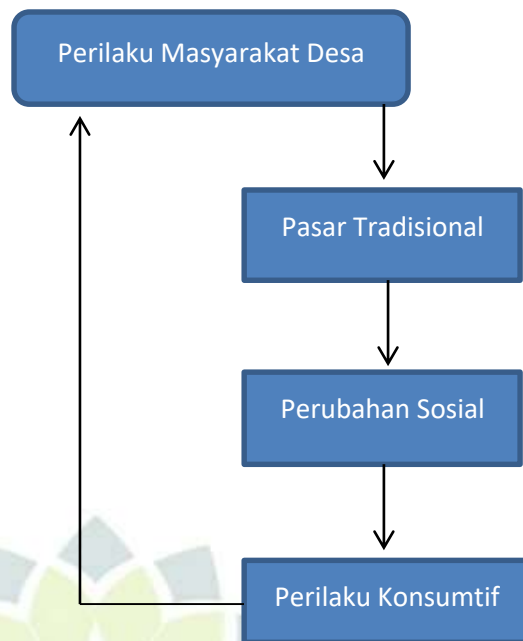 Perilaku Masyarakat Desa
Pasar Tradisional
Perubahan Sosial
Perilaku Konsumtif